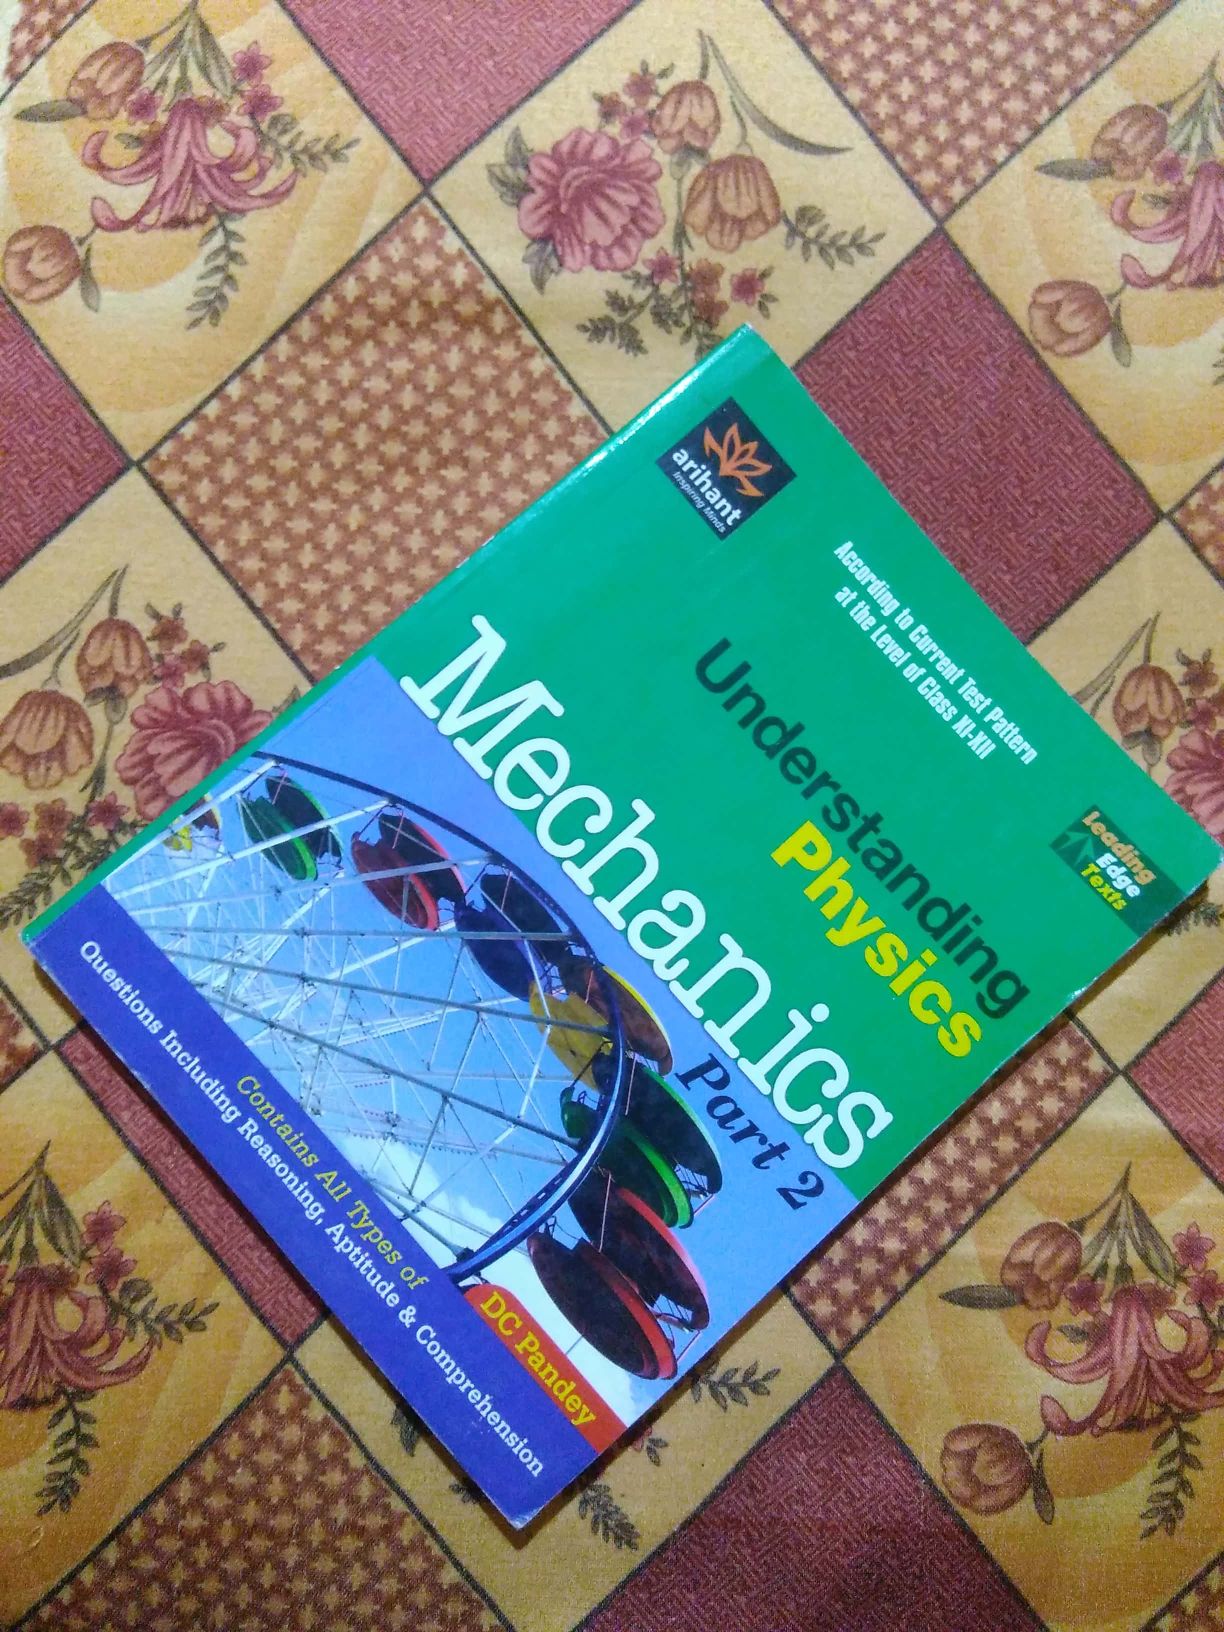 arihant
Inspiring Minds
According to Current Test Pattern
at the Level of Class XI-XII
Leading
Edge
Texts
Understanding
Physics
Mechanics
Part 2
DC Pandey
Contains All Types of
Questions Including Reasoning, Aptitude & Comprehension